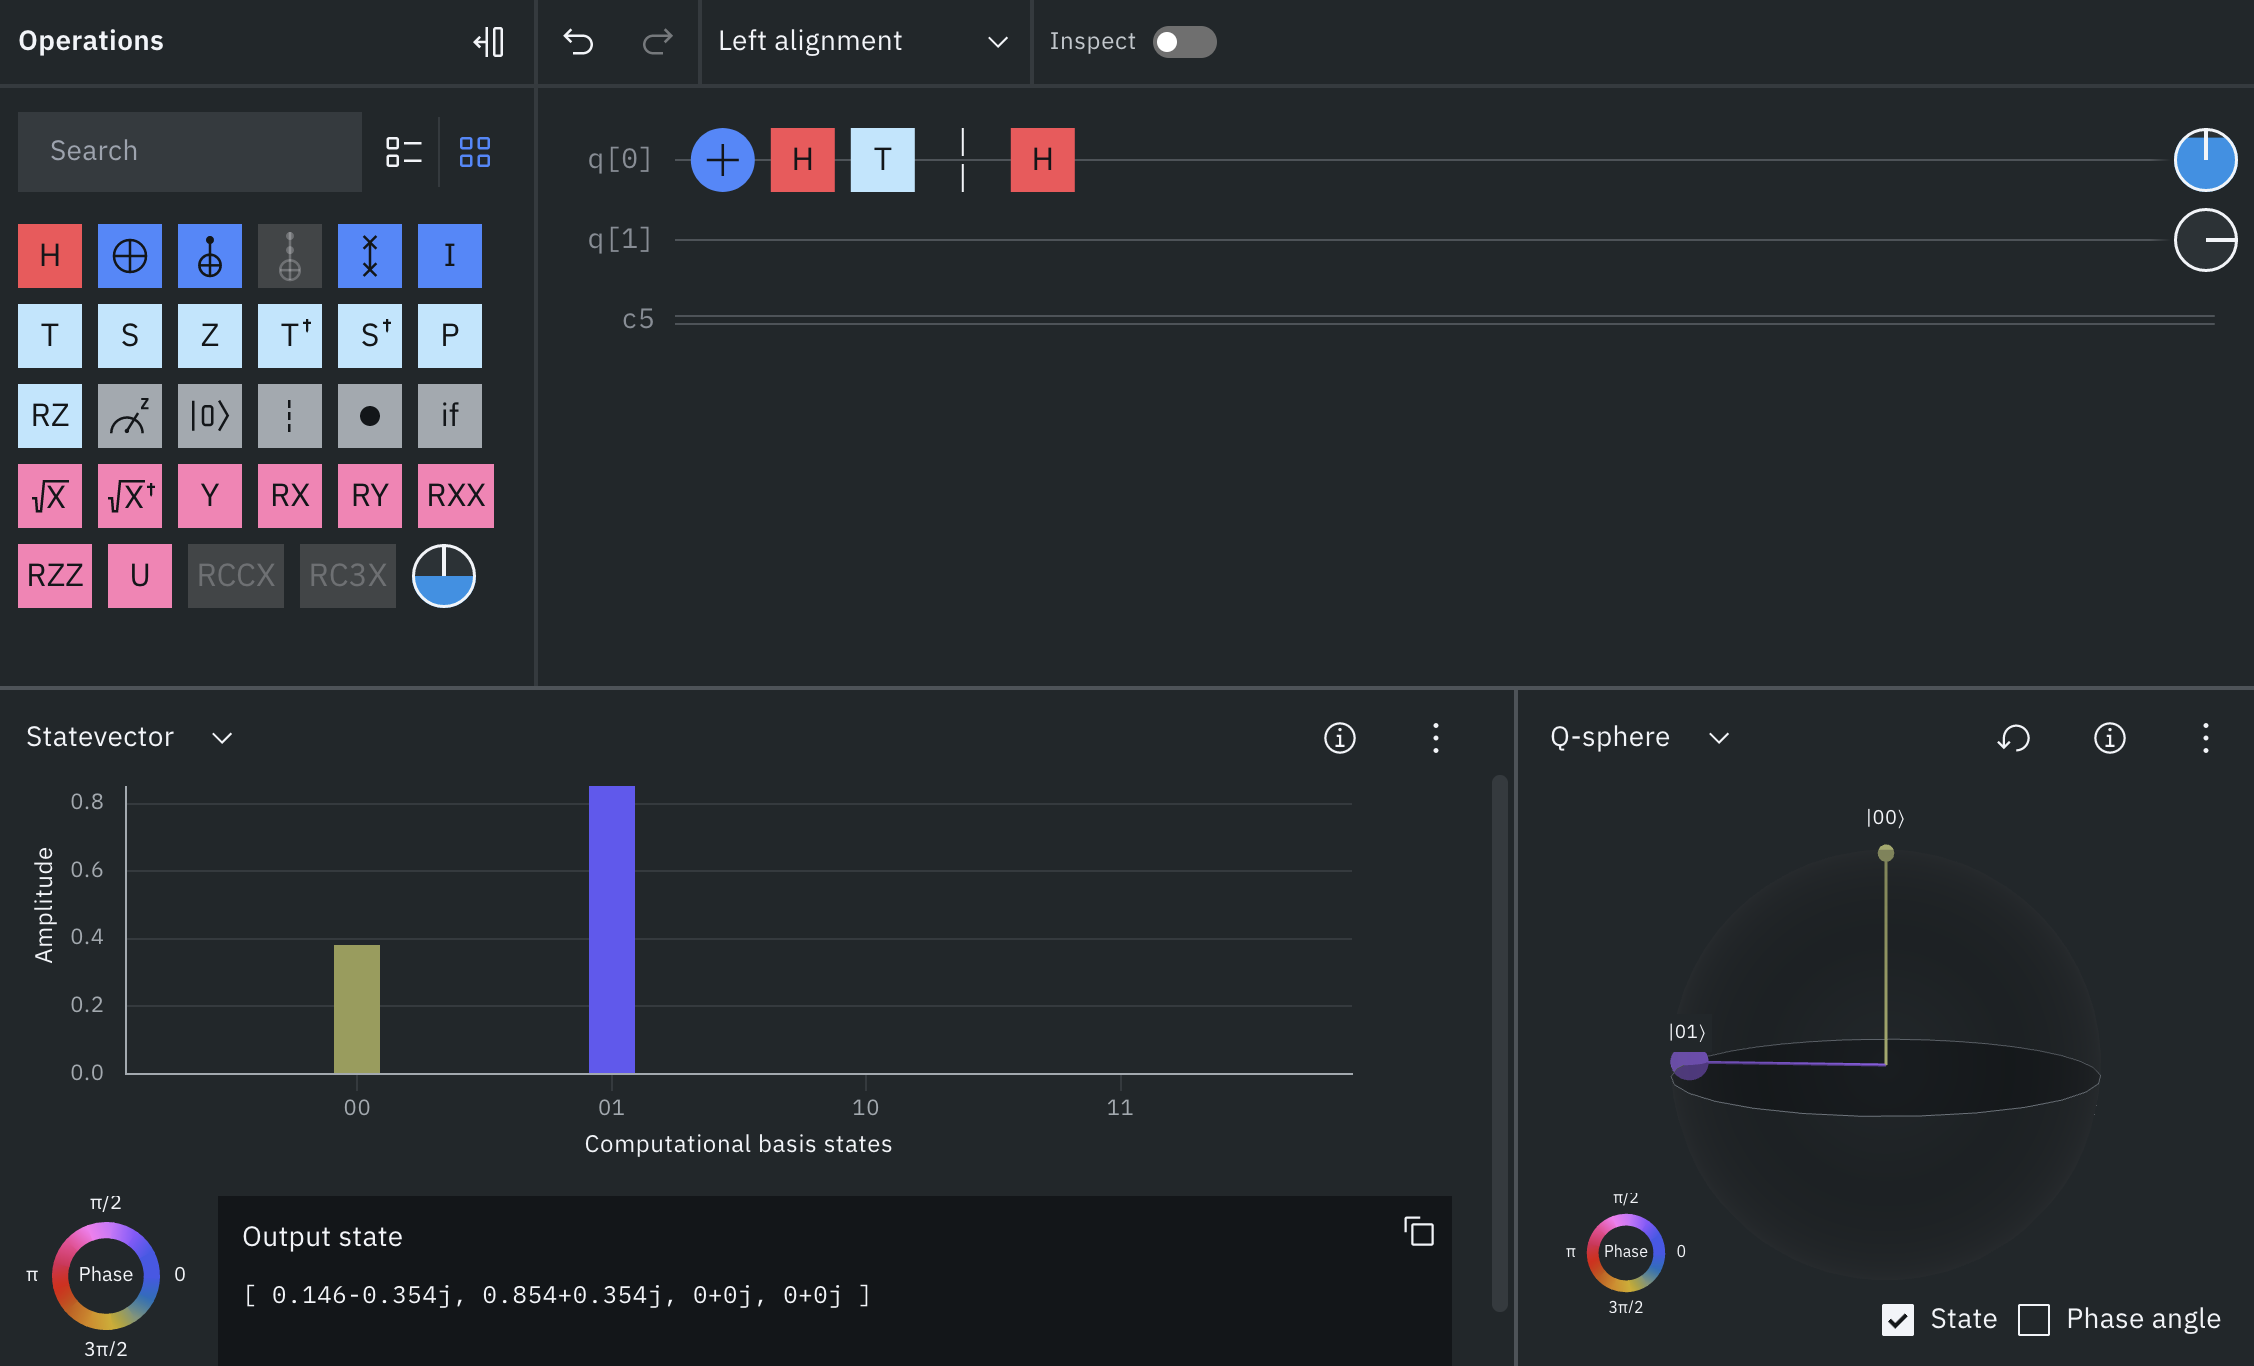 Operations
Left alignment
Inspect
Search
H I
T S Z T† S† P
RZ z |0⟩ if
√X √X† Y RX RY RXX
RZZ U RCCX RC3X
q[0] H T H
q[1]
c5
Statevector
Amplitude
0.8
0.6
0.4
0.2
0.0
00 01 10 11
Computational basis states
π/2
π Phase 0
3π/2
Output state
[ 0.146-0.354j, 0.854+0.354j, 0+0j, 0+0j ]
Q-sphere
|00⟩
|01⟩
π/2
π Phase 0
3π/2
State Phase angle